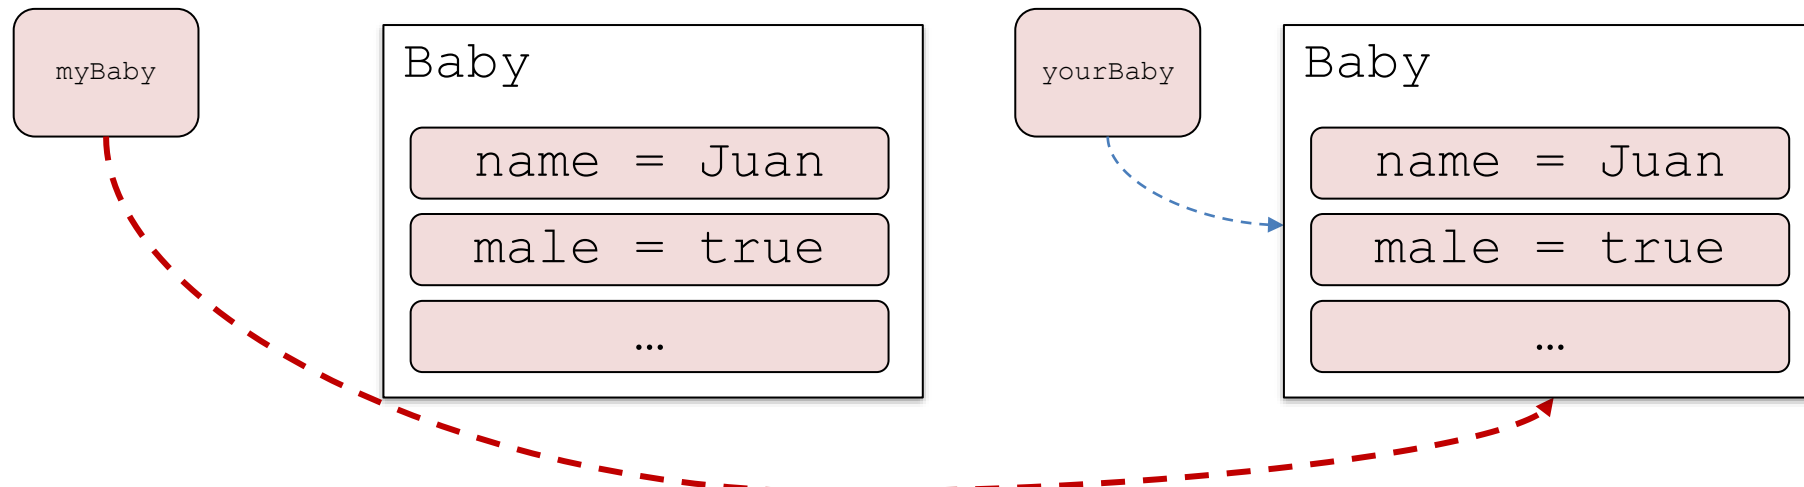 myBaby
Baby
name = Juan
male = true
…
yourBaby
Baby
name = Juan
male = true
…